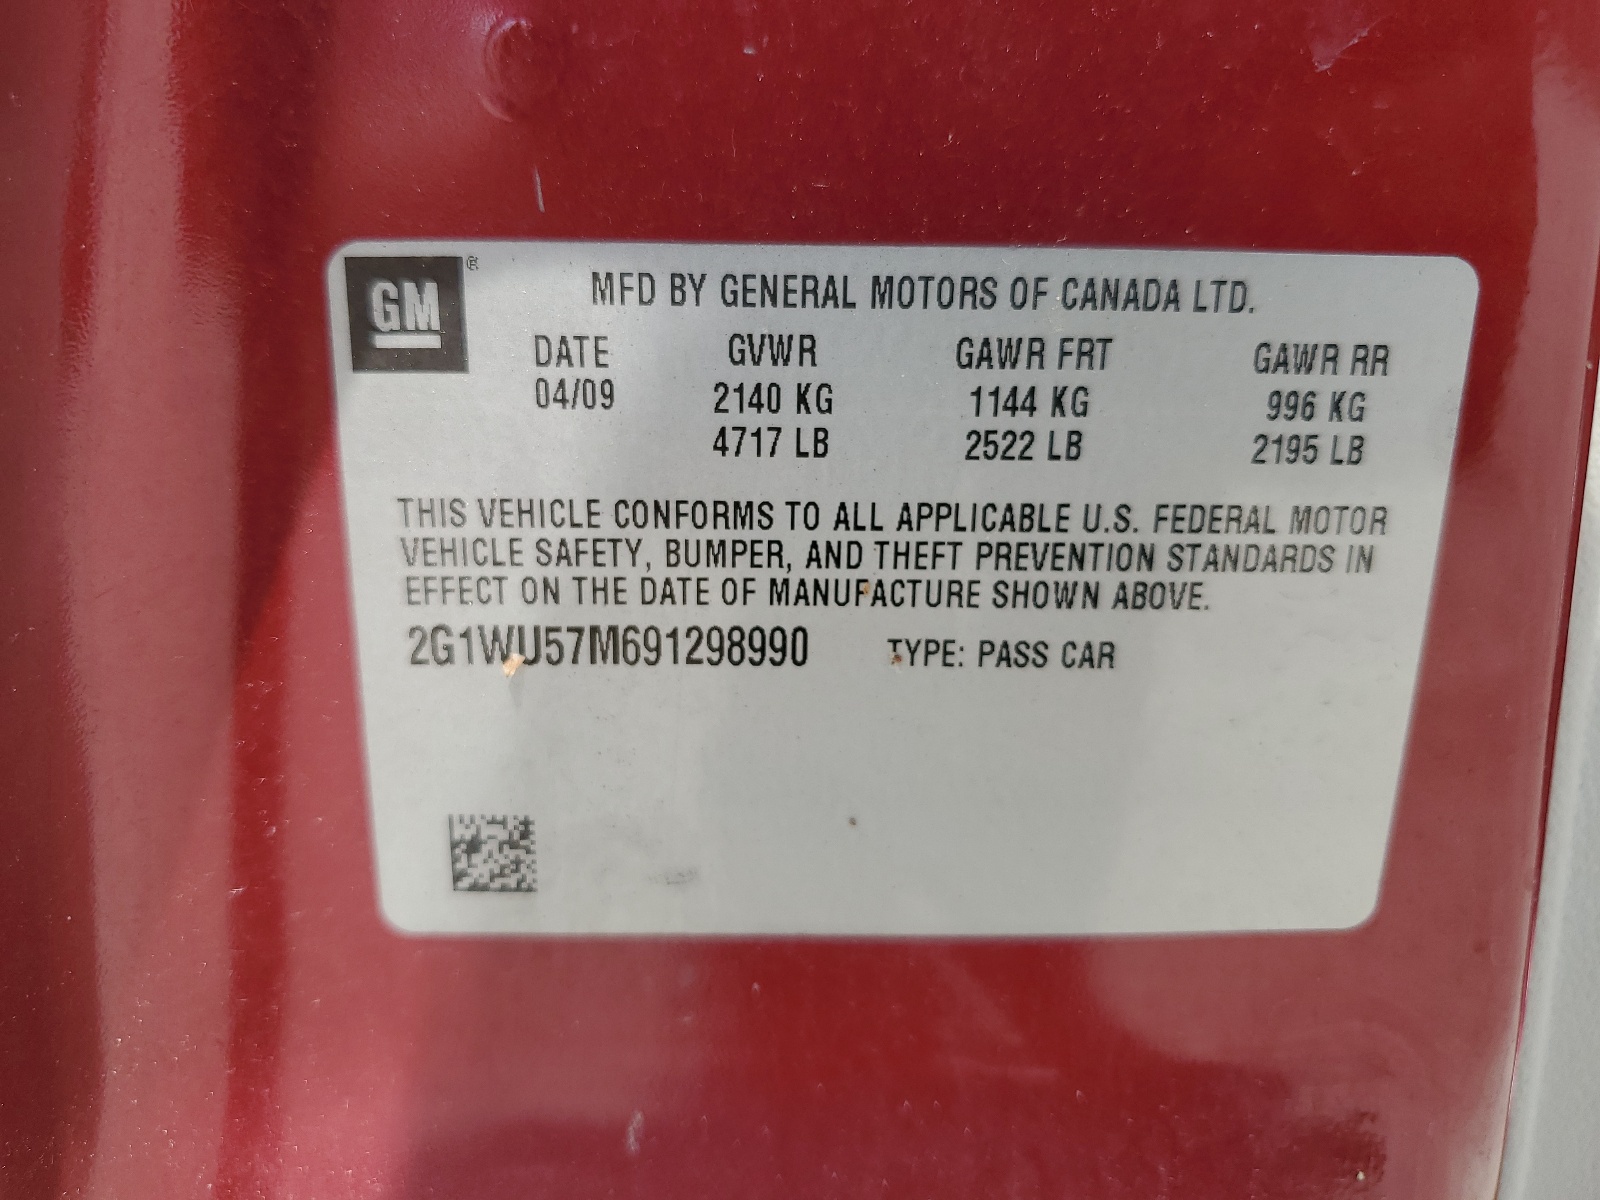 GM ®
MFD BY GENERAL MOTORS OF CANADA LTD.
DATE GVWR GAWR FRT GAWR RR
04/09 2140 KG 1144 KG 996 KG
4717 LB 2522 LB 2195 LB
THIS VEHICLE CONFORMS TO ALL APPLICABLE U.S. FEDERAL MOTOR
VEHICLE SAFETY, BUMPER, AND THEFT PREVENTION STANDARDS IN
EFFECT ON THE DATE OF MANUFACTURE SHOWN ABOVE.
2G1WU57M691298990 TYPE: PASS CAR